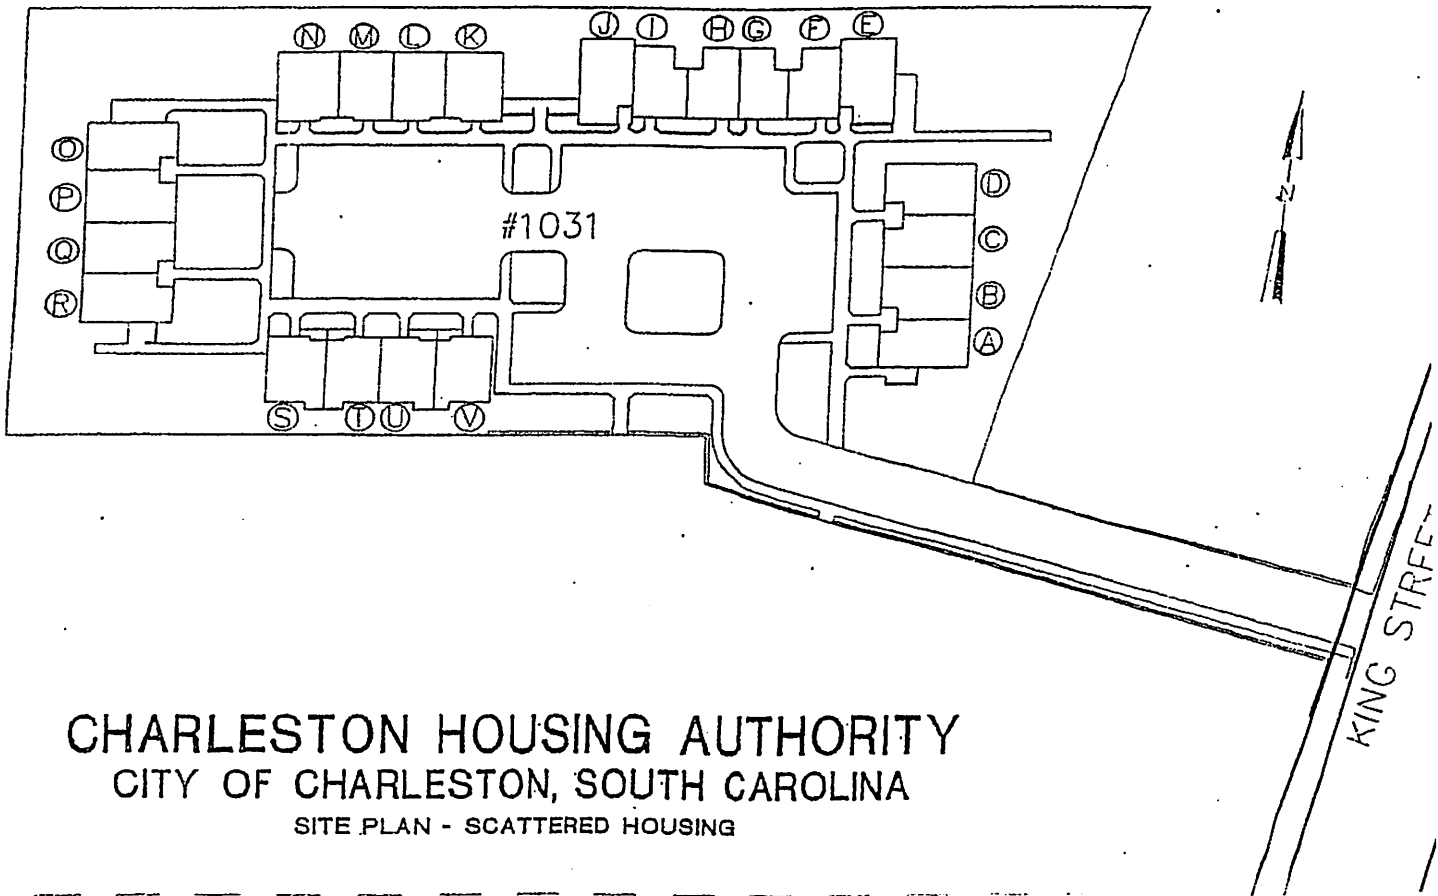 N M L K J I H G F E
O
P
Q
R
D
C
B
A
#1031
S T U V
N
KING STREET
CHARLESTON HOUSING AUTHORITY
CITY OF CHARLESTON, SOUTH CAROLINA
SITE PLAN - SCATTERED HOUSING